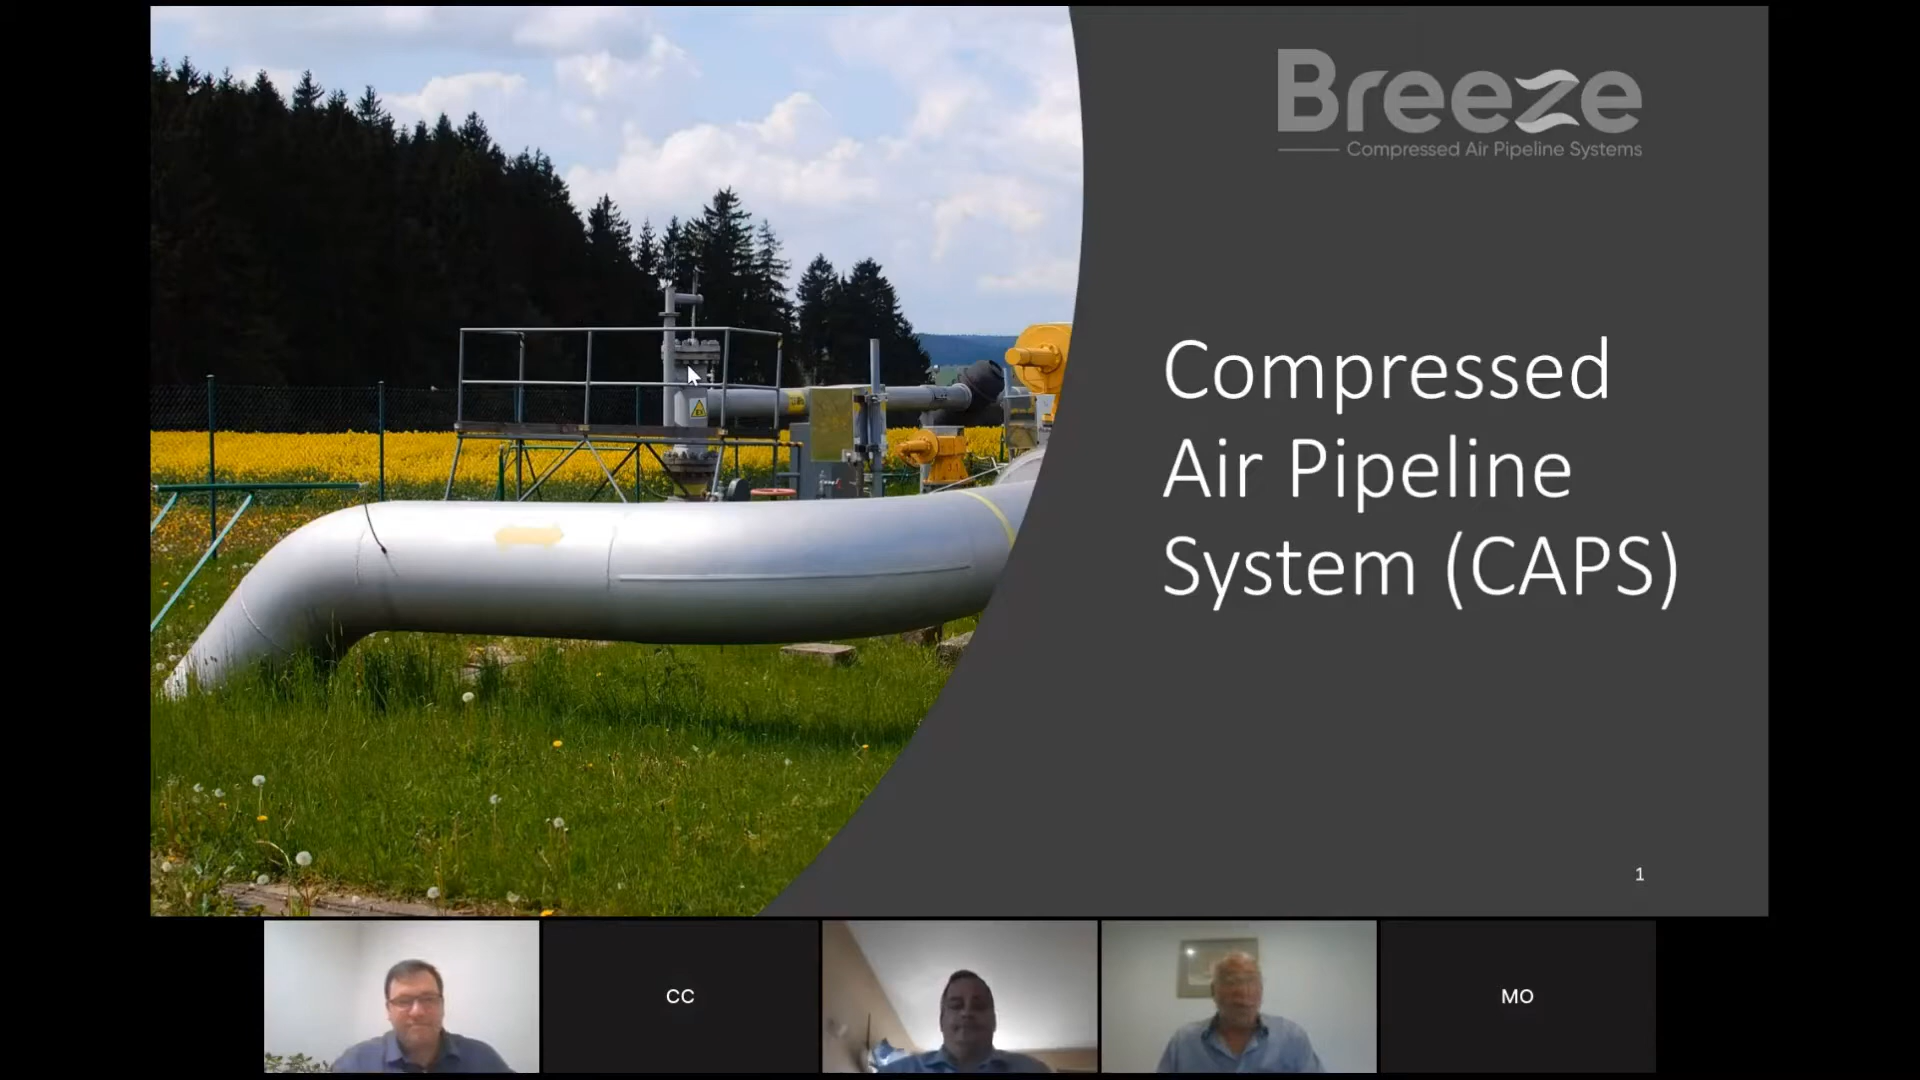 Breeze
Compressed Air Pipeline Systems
Compressed
Air Pipeline
System (CAPS)
1
CC
MO